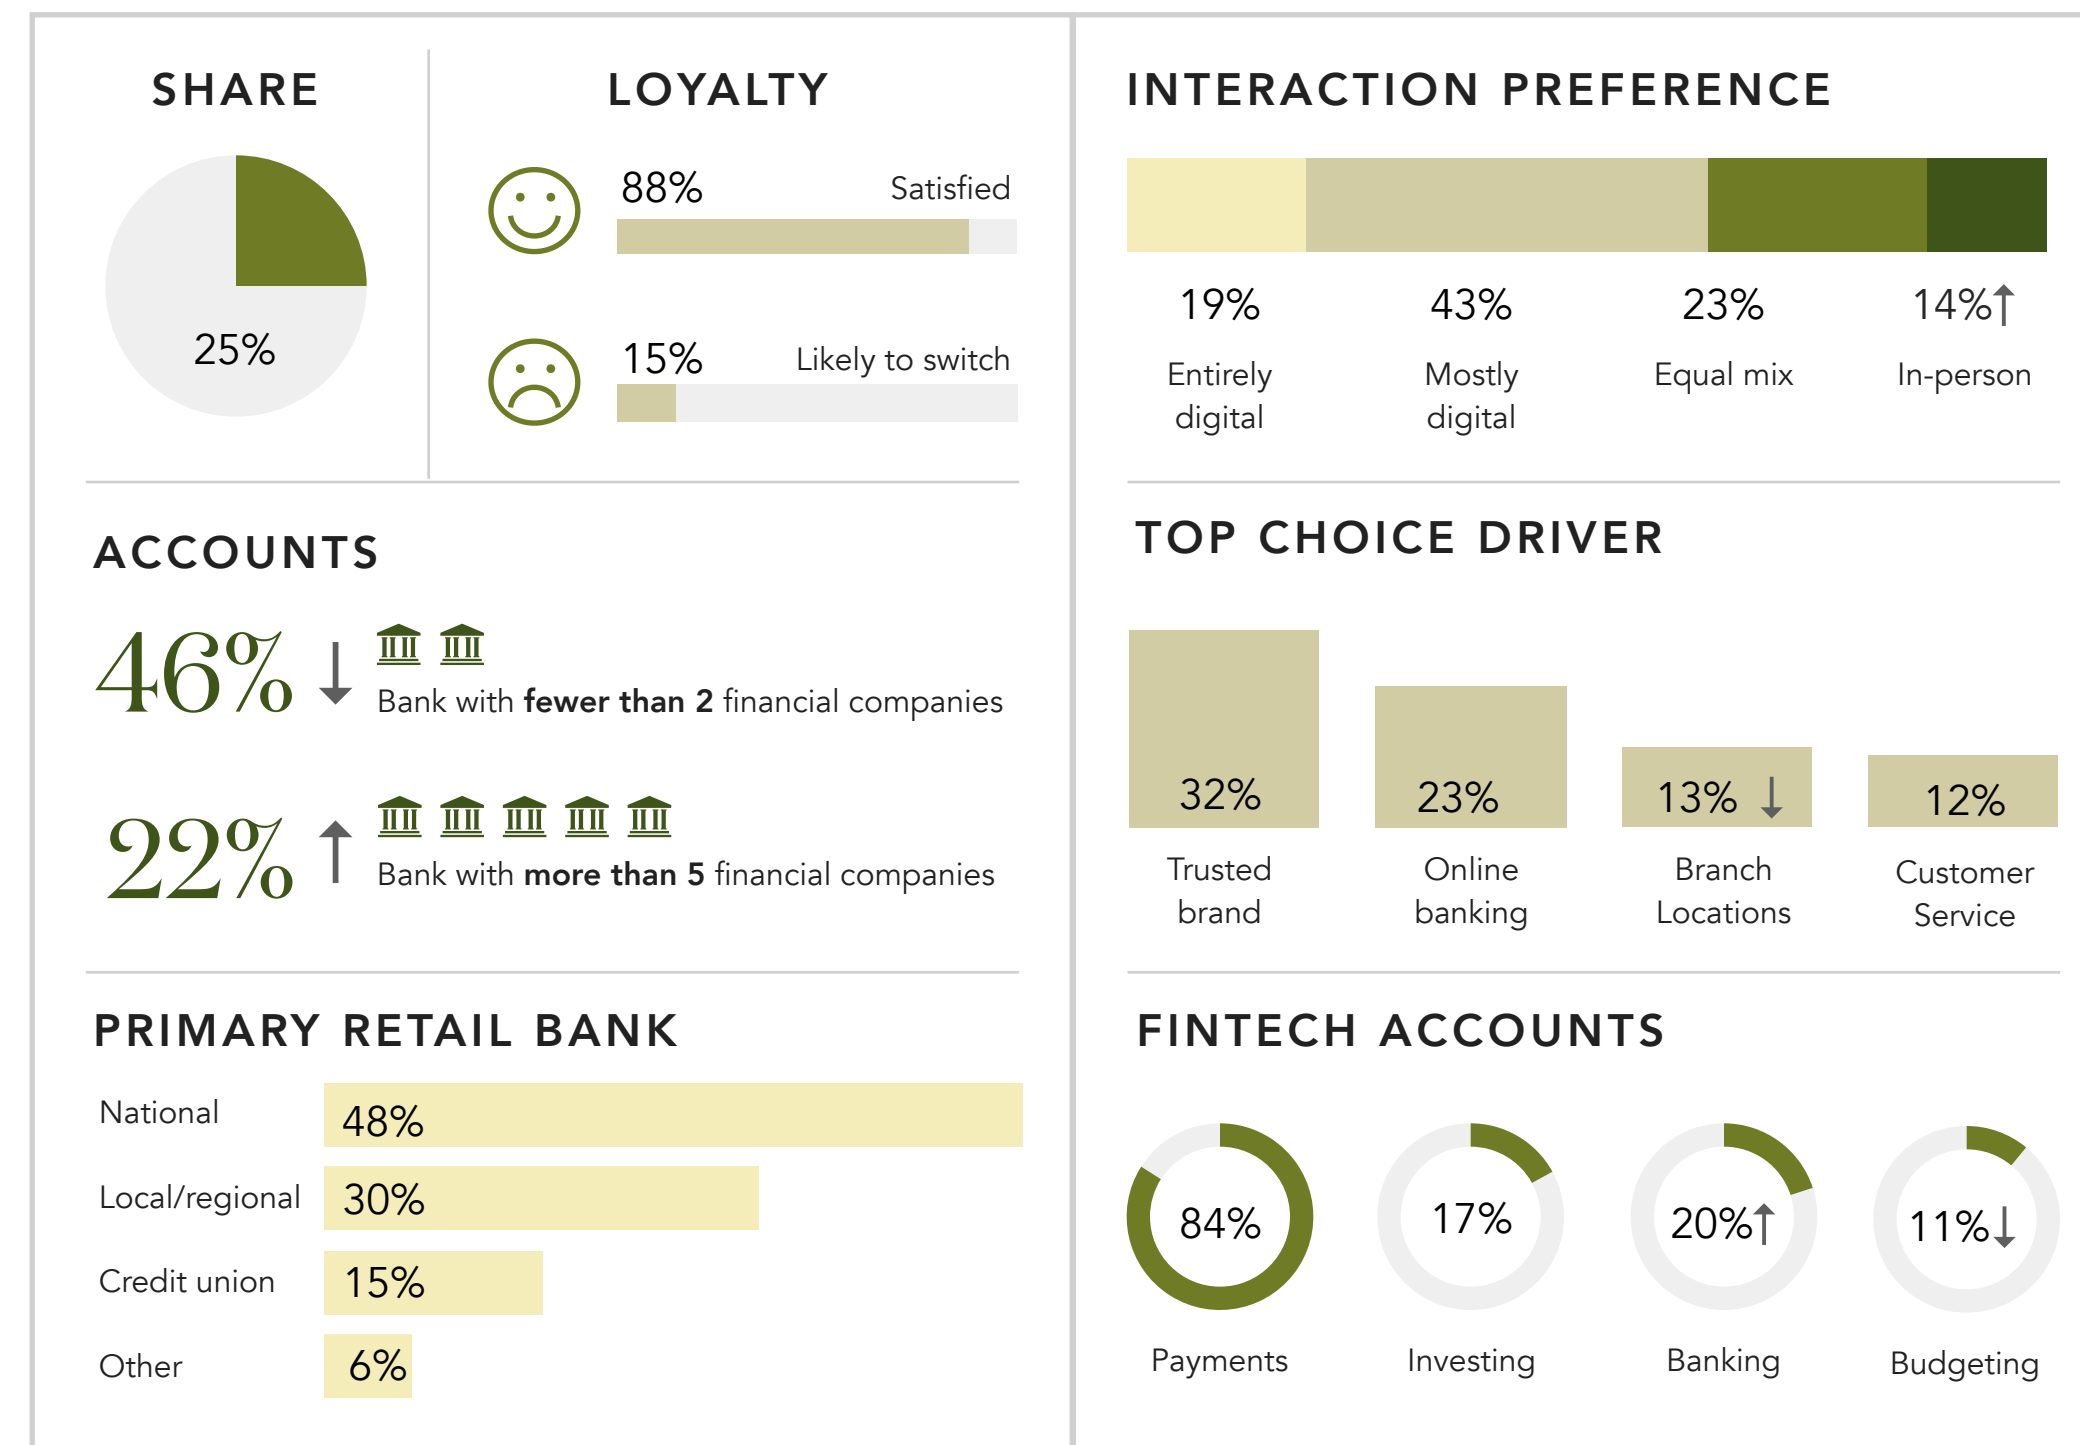 SHARE
25%
LOYALTY
88% Satisfied
15% Likely to switch
ACCOUNTS
46% ↓
Bank with fewer than 2 financial companies
22% ↑
Bank with more than 5 financial companies
PRIMARY RETAIL BANK
National 48%
Local/regional 30%
Credit union 15%
Other 6%
INTERACTION PREFERENCE
19% 43% 23% 14%↑
Entirely Mostly Equal mix In-person
digital digital
TOP CHOICE DRIVER
32% 23% 13% ↓ 12%
Trusted Online Branch Customer
brand banking Locations Service
FINTECH ACCOUNTS
84% 17% 20%↑ 11%↓
Payments Investing Banking Budgeting